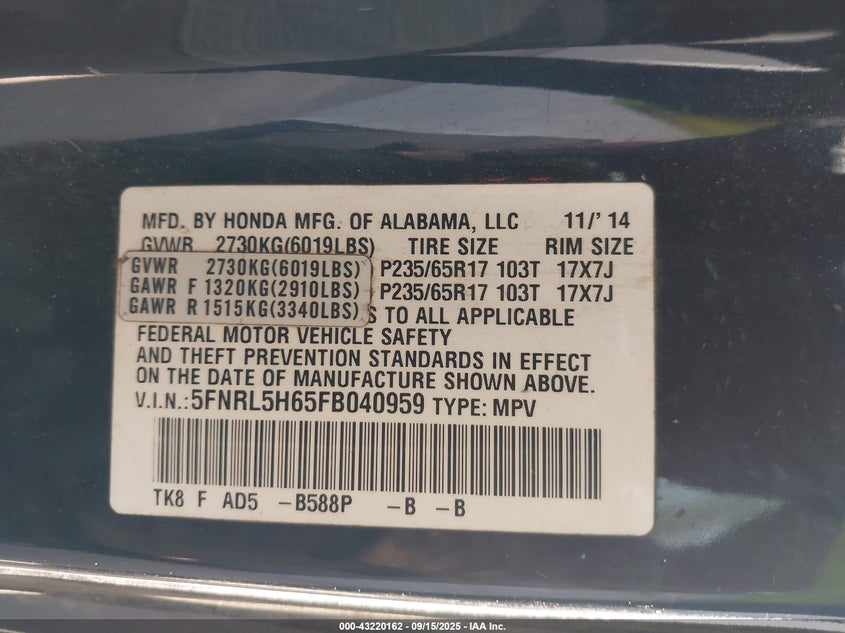 MFD. BY HONDA MFG. OF ALABAMA, LLC 11/'14
GVWR 2730KG(6019LBS) TIRE SIZE RIM SIZE
GVWR 2730KG(6019LBS) P235/65R17 103T 17X7J
GAWR F 1320KG(2910LBS) P235/65R17 103T 17X7J
GAWR R 1515KG(3340LBS) S TO ALL APPLICABLE
FEDERAL MOTOR VEHICLE SAFETY
AND THEFT PREVENTION STANDARDS IN EFFECT
ON THE DATE OF MANUFACTURE SHOWN ABOVE.
V.I.N.:5FNRL5H65FB040959 TYPE: MPV
TK8 F AD5 -B588P -B -B
000-43220162 - 09/15/2025 - IAA Inc.